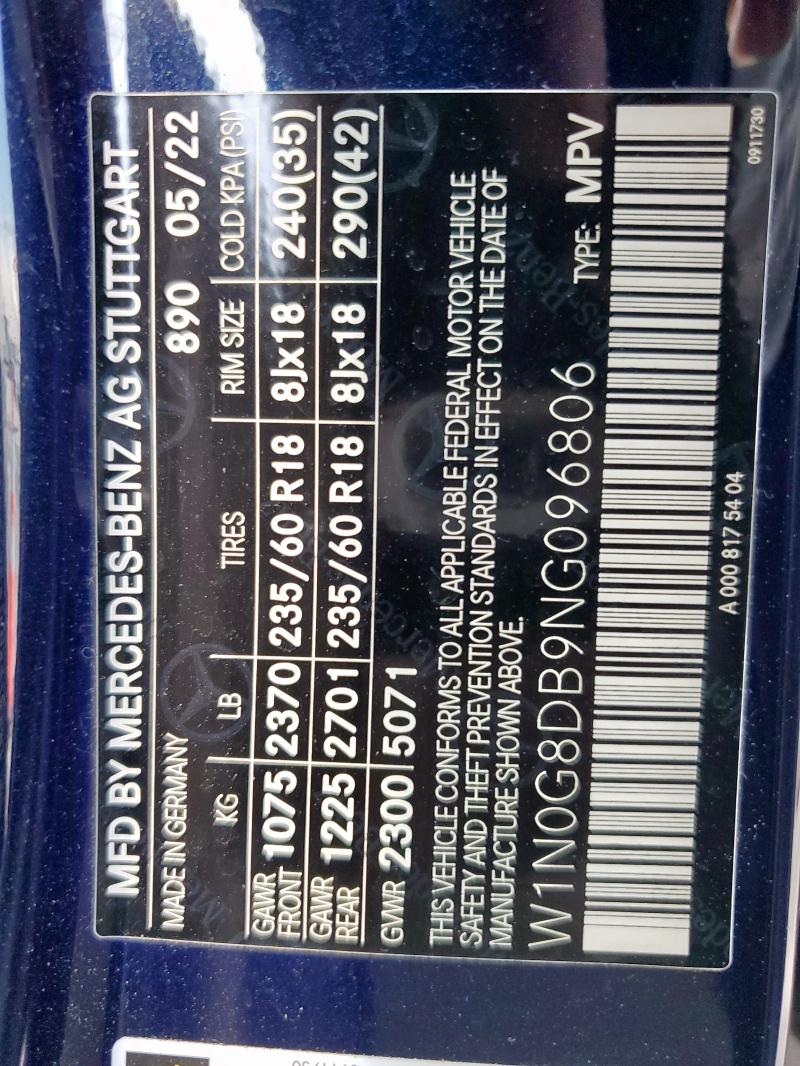 MFD BY MERCEDES-BENZ AG STUTTGART
MADE IN GERMANY 890 05/22
KG LB TIRES RIM SIZE COLD KPA (PSI)
GAWR FRONT 1075 2370 235/60 R18 8Jx18 240(35)
GAWR REAR 1225 2701 235/60 R18 8Jx18 290(42)
GVWR 2300 5071
THIS VEHICLE CONFORMS TO ALL APPLICABLE FEDERAL MOTOR VEHICLE
SAFETY AND THEFT PREVENTION STANDARDS IN EFFECT ON THE DATE OF
MANUFACTURE SHOWN ABOVE.
TYPE: MPV
W1N0G8DB9NG096806
A 000 817 54 04
0911730